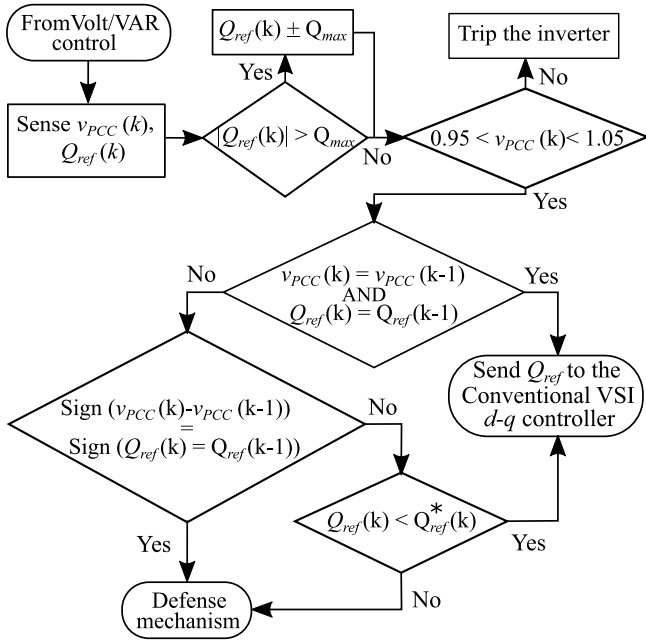 FromVolt/VAR
control
Q_ref(k) ± Q_max
Trip the inverter
Yes
No
Sense v_PCC(k),
Q_ref(k)
|Q_ref(k)| > Q_max
No
0.95 < v_PCC(k) < 1.05
Yes
No
v_PCC(k) = v_PCC(k-1)
AND
Q_ref(k) = Q_ref(k-1)
Yes
Send Q_ref to the
Conventional VSI
d-q controller
Sign (v_PCC(k)-v_PCC(k-1))
=
Sign (Q_ref(k) = Q_ref(k-1))
No
Q_ref(k) < Q*_ref(k)
Yes
Yes
No
Defense
mechanism